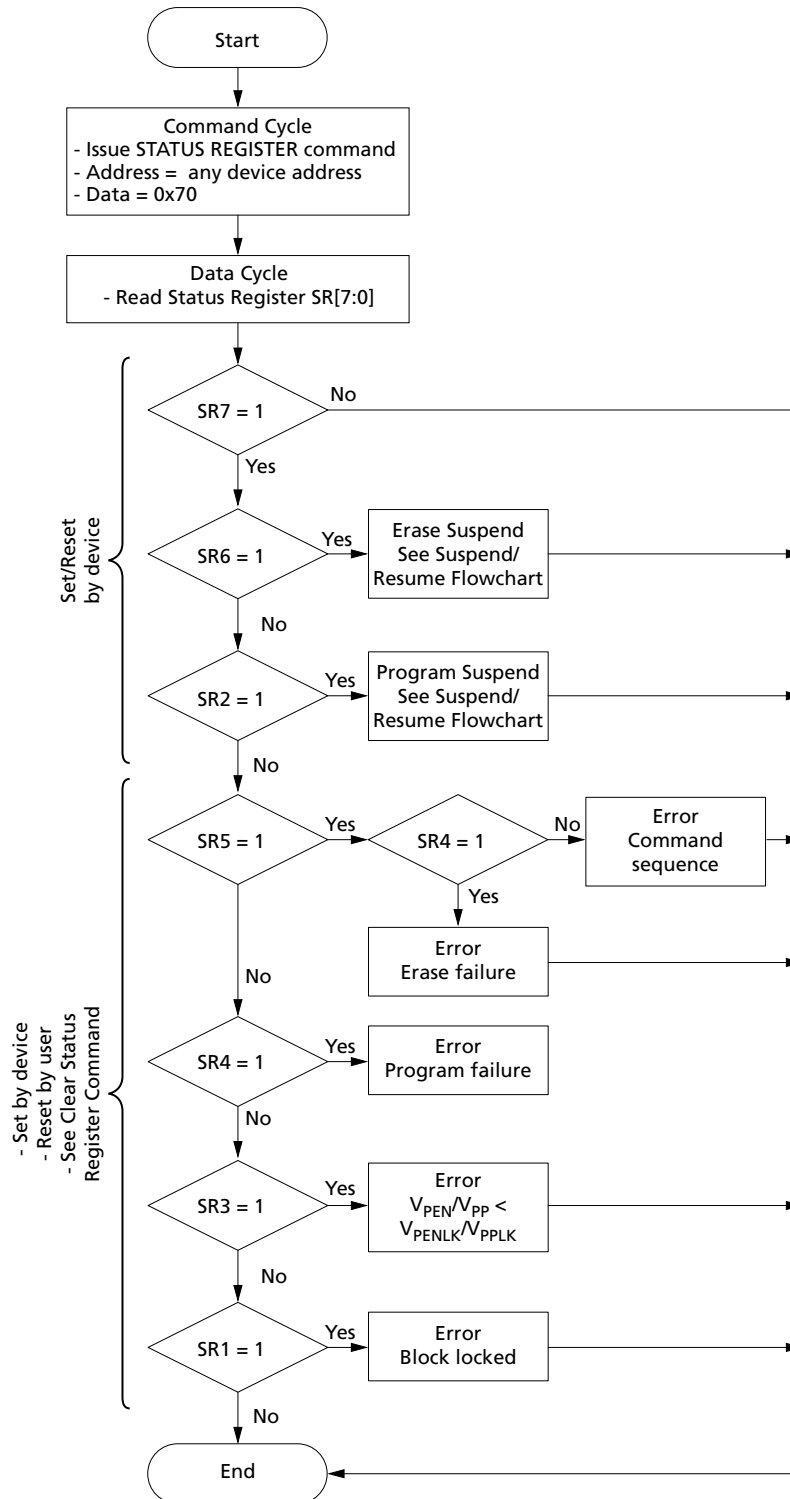 Start
Command Cycle
- Issue STATUS REGISTER command
- Address = any device address
- Data = 0x70
Data Cycle
- Read Status Register SR[7:0]
SR7 = 1
No
Yes
Set/Reset
by device
SR6 = 1
Yes
Erase Suspend
See Suspend/
Resume Flowchart
No
SR2 = 1
Yes
Program Suspend
See Suspend/
Resume Flowchart
No
SR5 = 1
Yes
SR4 = 1
No
Error
Command
sequence
Yes
Error
Erase failure
No
- Set by device
- Reset by user
- See Clear Status
Register Command
SR4 = 1
Yes
Error
Program failure
No
SR3 = 1
Yes
Error
VPEN/VPP <
VPENLK/VPPLK
No
SR1 = 1
Yes
Error
Block locked
No
End